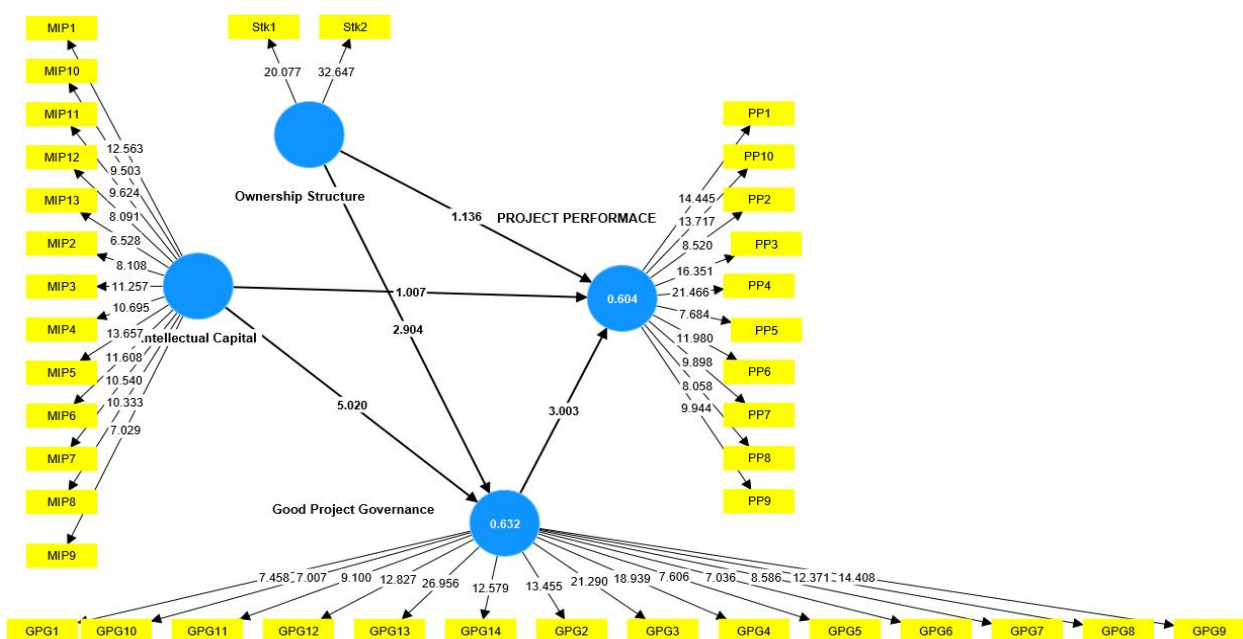 MIP1
Stk1
Stk2
MIP10
20.077
32.647
MIP11
PP1
MIP12
12.563
PP10
9.503
MIP13
9.624
14.445
PP2
8.091
Ownership Structure
1.136
PROJECT PERFORMACE
13.717
MIP2
6.528
8.520
PP3
8.108
16.351
MIP3
11.257
1.007
0.604
21.466
PP4
MIP4
10.695
7.684
PP5
13.657
Intellectual Capital
2.904
11.980
MIP5
11.608
9.898
PP6
10.540
8.058
MIP6
10.333
5.020
3.003
9.944
PP7
7.029
MIP7
PP8
MIP8
Good Project Governance
0.632
PP9
MIP9
7.458
7.007
9.100
12.827
26.956
12.579
13.455
21.290
18.939
7.606
7.036
8.586
12.371
14.408
GPG1
GPG10
GPG11
GPG12
GPG13
GPG14
GPG2
GPG3
GPG4
GPG5
GPG6
GPG7
GPG8
GPG9